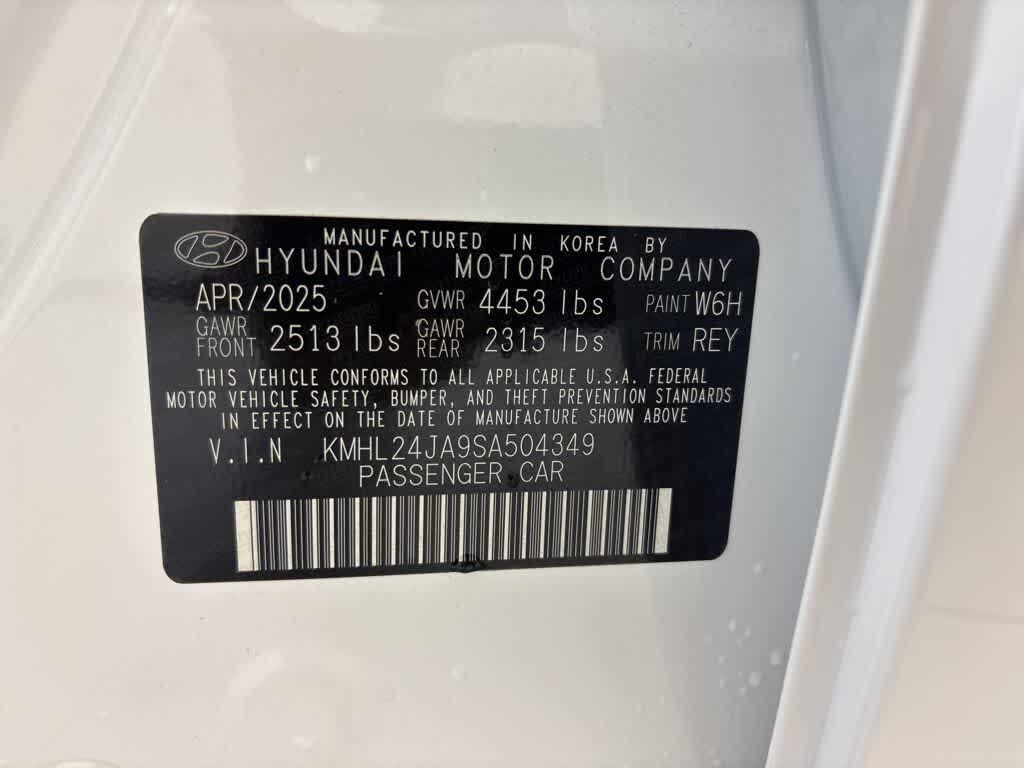 MANUFACTURED IN KOREA BY
HYUNDAI MOTOR COMPANY
APR/2025 GVWR 4453 lbs PAINT W6H
GAWR FRONT 2513 lbs GAWR REAR 2315 lbs TRIM REY
THIS VEHICLE CONFORMS TO ALL APPLICABLE U.S.A. FEDERAL
MOTOR VEHICLE SAFETY, BUMPER, AND THEFT PREVENTION STANDARDS
IN EFFECT ON THE DATE OF MANUFACTURE SHOWN ABOVE
V.I.N KMHL24JA9SA504349
PASSENGER CAR